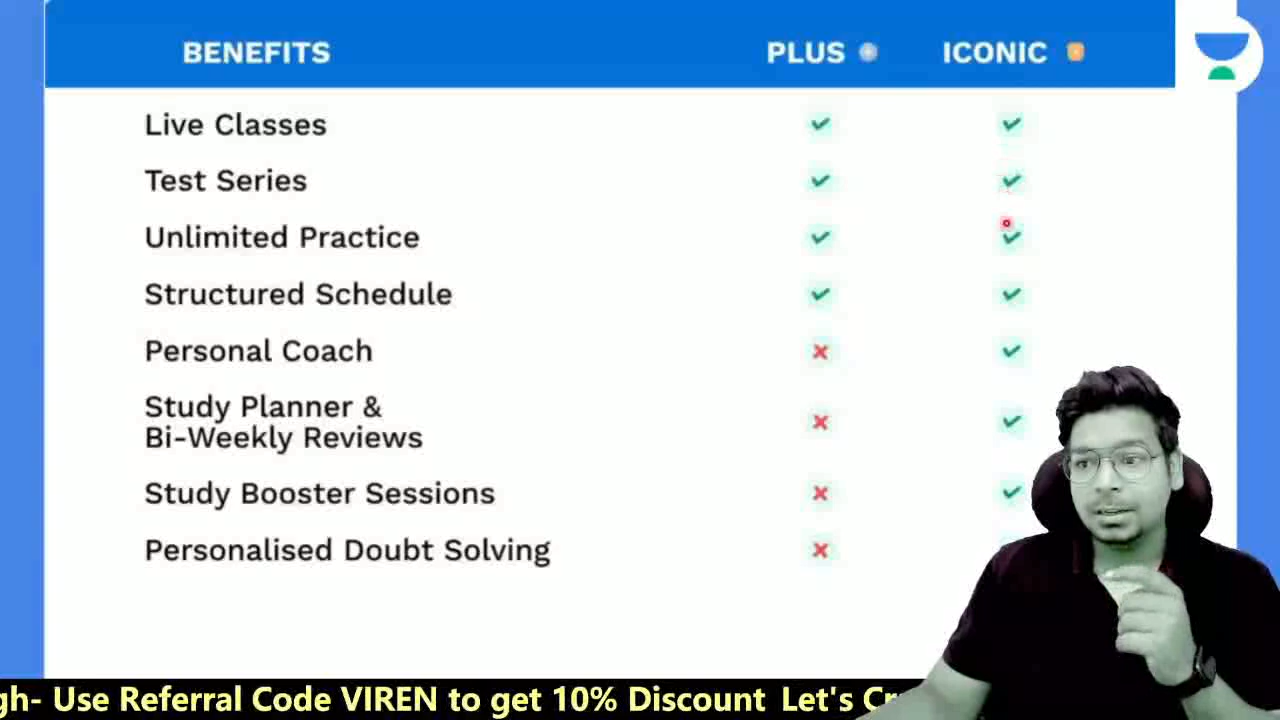 BENEFITS PLUS ICONIC
Live Classes
Test Series
Unlimited Practice
Structured Schedule
Personal Coach
Study Planner &
Bi-Weekly Reviews
Study Booster Sessions
Personalised Doubt Solving
- Use Referral Code VIREN to get 10% Discount Let's